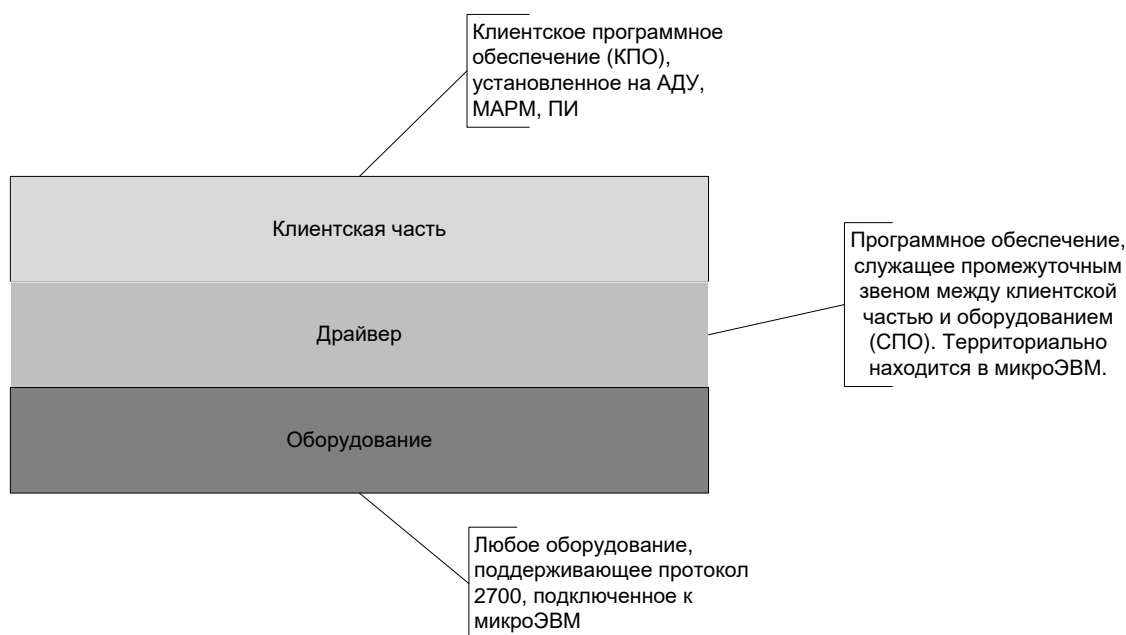 Клиентское программное
обеспечение (КПО),
установленное на АДУ,
МАРМ, ПИ
Клиентская часть
Программное обеспечение,
служащее промежуточным
звеном между клиентской
частью и оборудованием
(СПО). Территориально
находится в микроЭВМ.
Драйвер
Оборудование
Любое оборудование,
поддерживающее протокол
2700, подключенное к
микроЭВМ